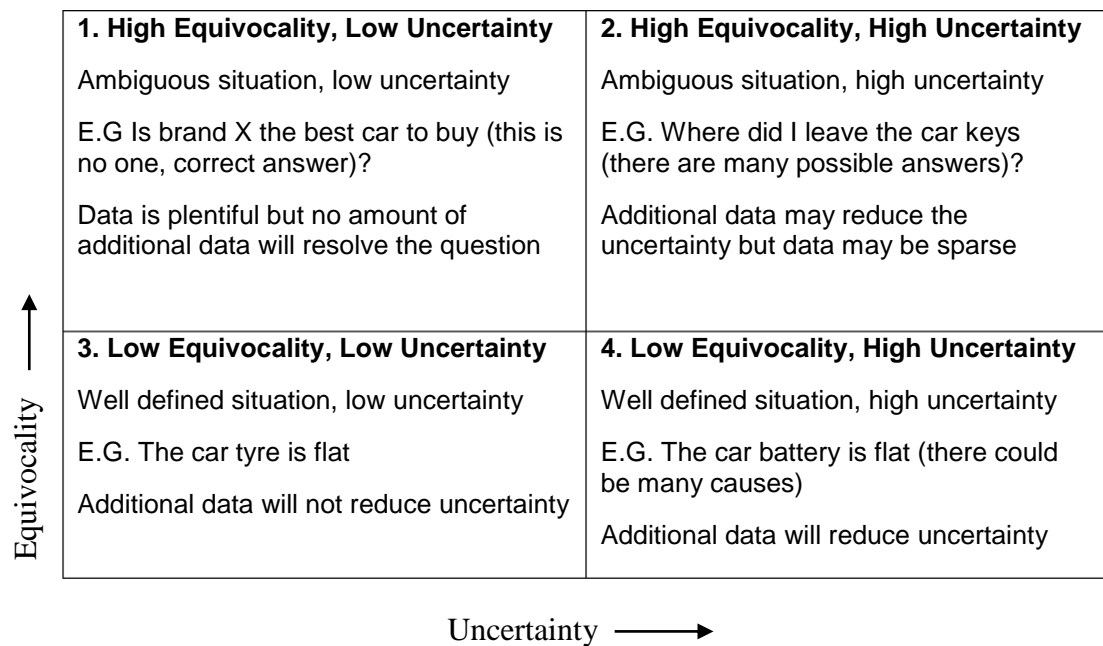 1. High Equivocality, Low Uncertainty
Ambiguous situation, low uncertainty
E.G Is brand X the best car to buy (this is
no one, correct answer)?
Data is plentiful but no amount of
additional data will resolve the question
2. High Equivocality, High Uncertainty
Ambiguous situation, high uncertainty
E.G. Where did I leave the car keys
(there are many possible answers)?
Additional data may reduce the
uncertainty but data may be sparse
3. Low Equivocality, Low Uncertainty
Well defined situation, low uncertainty
E.G. The car tyre is flat
Additional data will not reduce uncertainty
4. Low Equivocality, High Uncertainty
Well defined situation, high uncertainty
E.G. The car battery is flat (there could
be many causes)
Additional data will reduce uncertainty
Equivocality
Uncertainty